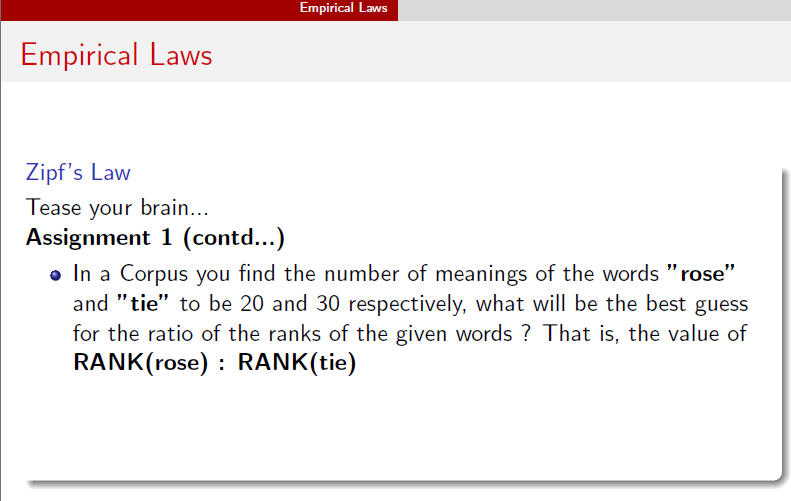 Empirical Laws
Empirical Laws
Zipf's Law
Tease your brain...
Assignment 1 (contd...)
In a Corpus you find the number of meanings of the words "rose"
and "tie" to be 20 and 30 respectively, what will be the best guess
for the ratio of the ranks of the given words ? That is, the value of
RANK(rose) : RANK(tie)